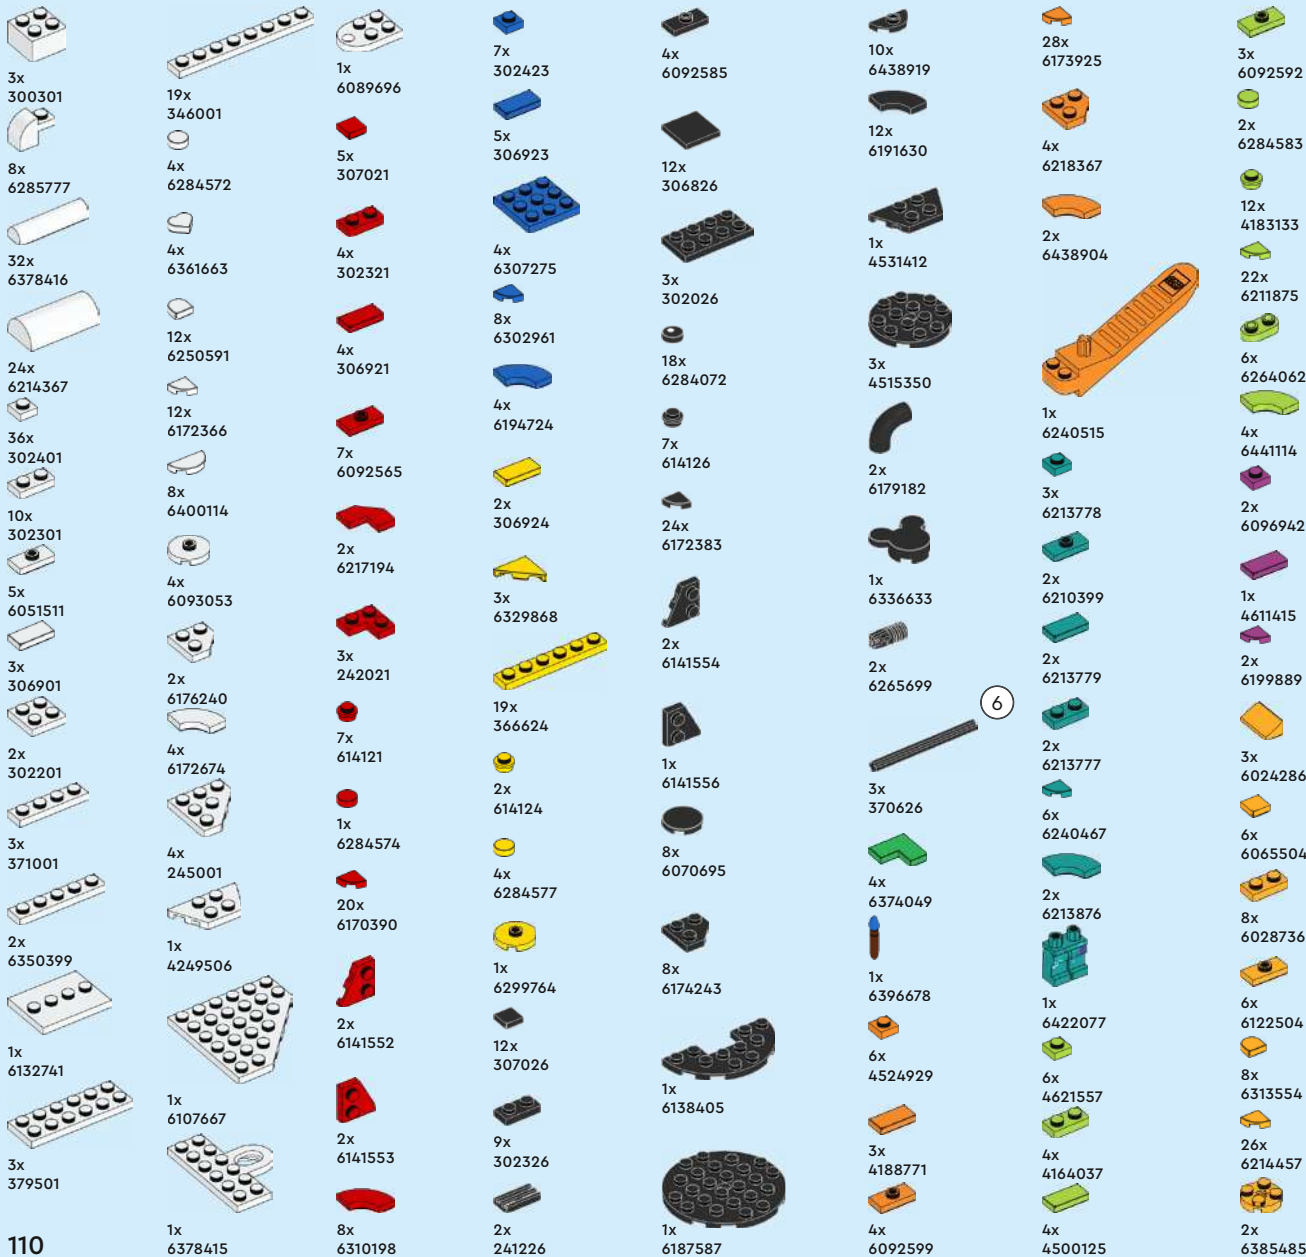 3x
300301
8x
6285777
32x
6378416
24x
6214367
36x
302401
10x
302301
5x
6051511
3x
306901
2x
302201
3x
371001
2x
6350399
1x
6132741
3x
379501
110
19x
346001
4x
6284572
4x
6361663
12x
6250591
12x
6172366
8x
6400114
4x
6093053
2x
6176240
4x
6172674
4x
245001
1x
4249506
1x
6107667
1x
6378415
1x
6089696
5x
307021
4x
302321
4x
306921
7x
6092565
2x
6217194
3x
242021
7x
614121
1x
6284574
20x
6170390
2x
6141552
2x
6141553
8x
6310198
7x
302423
5x
306923
4x
6307275
8x
6302961
4x
6194724
2x
306924
3x
6329868
19x
366624
2x
614124
4x
6284577
1x
6299764
12x
307026
9x
302326
2x
241226
4x
6092585
12x
306826
3x
302026
18x
6284072
7x
614126
24x
6172383
2x
6141554
1x
6141556
8x
6070695
8x
6174243
1x
6138405
1x
6187587
10x
6438919
12x
6191630
1x
4531412
3x
4515350
2x
6179182
1x
6336633
2x
6265699
6
3x
370626
4x
6374049
1x
6396678
6x
4524929
3x
4188771
4x
6092599
28x
6173925
4x
6218367
2x
6438904
1x
6240515
3x
6213778
2x
6210399
2x
6213779
2x
6213777
6x
6240467
2x
6213876
1x
6422077
6x
4621557
4x
4164037
4x
4500125
3x
6092592
2x
6284583
12x
4183133
22x
6211875
6x
6264062
4x
6441114
2x
6096942
1x
4611415
2x
6199889
3x
6024286
6x
6065504
8x
6028736
6x
6122504
8x
6313554
26x
6214457
2x
6385485